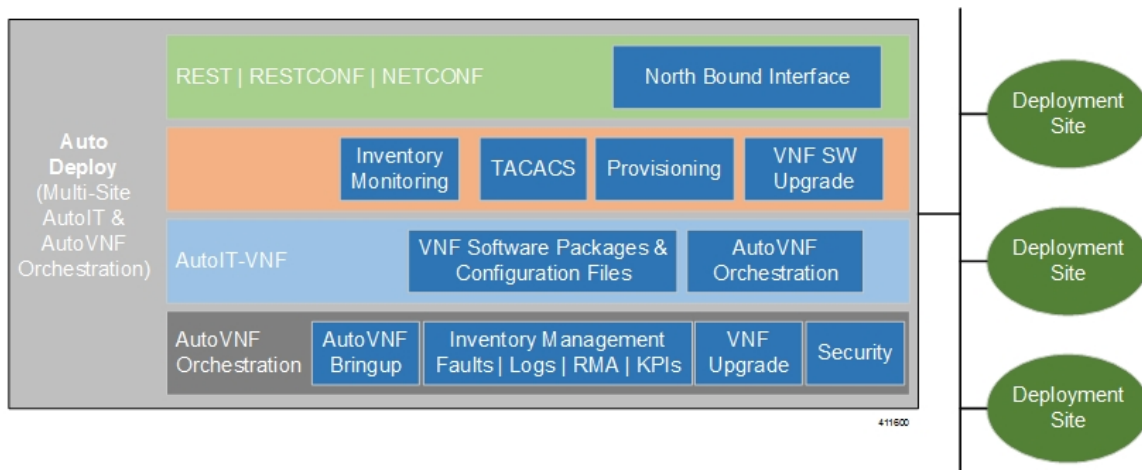 Auto
Deploy
(Multi-Site
AutoIT &
AutoVNF
Orchestration)
REST | RESTCONF | NETCONF
North Bound Interface
Inventory
Monitoring
TACACS
Provisioning
VNF SW
Upgrade
AutoIT-VNF
VNF Software Packages &
Configuration Files
AutoVNF
Orchestration
AutoVNF
Orchestration
AutoVNF
Bringup
Inventory Management
Faults | Logs | RMA | KPIs
VNF
Upgrade
Security
411600
Deployment
Site
Deployment
Site
Deployment
Site